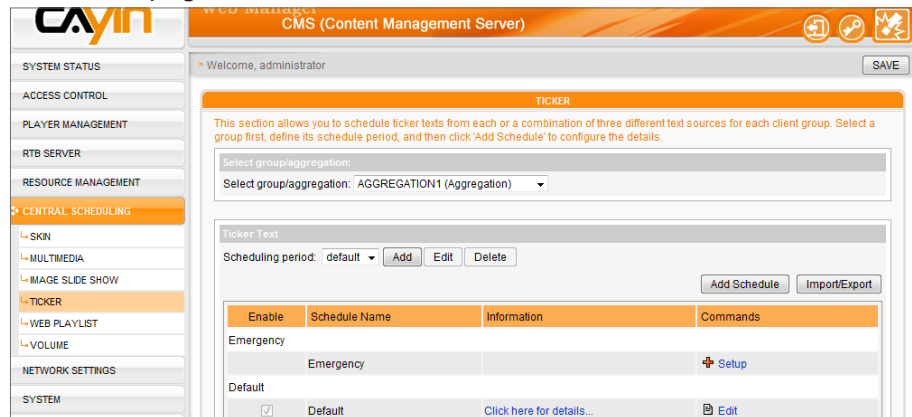 CAYIN
Web Manager
CMS (Content Management Server)
SYSTEM STATUS
ACCESS CONTROL
PLAYER MANAGEMENT
RTB SERVER
RESOURCE MANAGEMENT
CENTRAL SCHEDULING
SKIN
MULTIMEDIA
IMAGE SLIDE SHOW
TICKER
WEB PLAYLIST
VOLUME
NETWORK SETTINGS
SYSTEM
> Welcome, administrator
SAVE
TICKER
This section allows you to schedule ticker texts from each or a combination of three different text sources for each client group. Select a
group first, define its schedule period, and then click 'Add Schedule' to configure the details.
Select group/aggregation:
Select group/aggregation: AGGREGATION1 (Aggregation)
Ticker Text
Scheduling period: default Add Edit Delete
Add Schedule Import/Export
Enable Schedule Name Information Commands
Emergency
Emergency Setup
Default
Default Click here for details... Edit